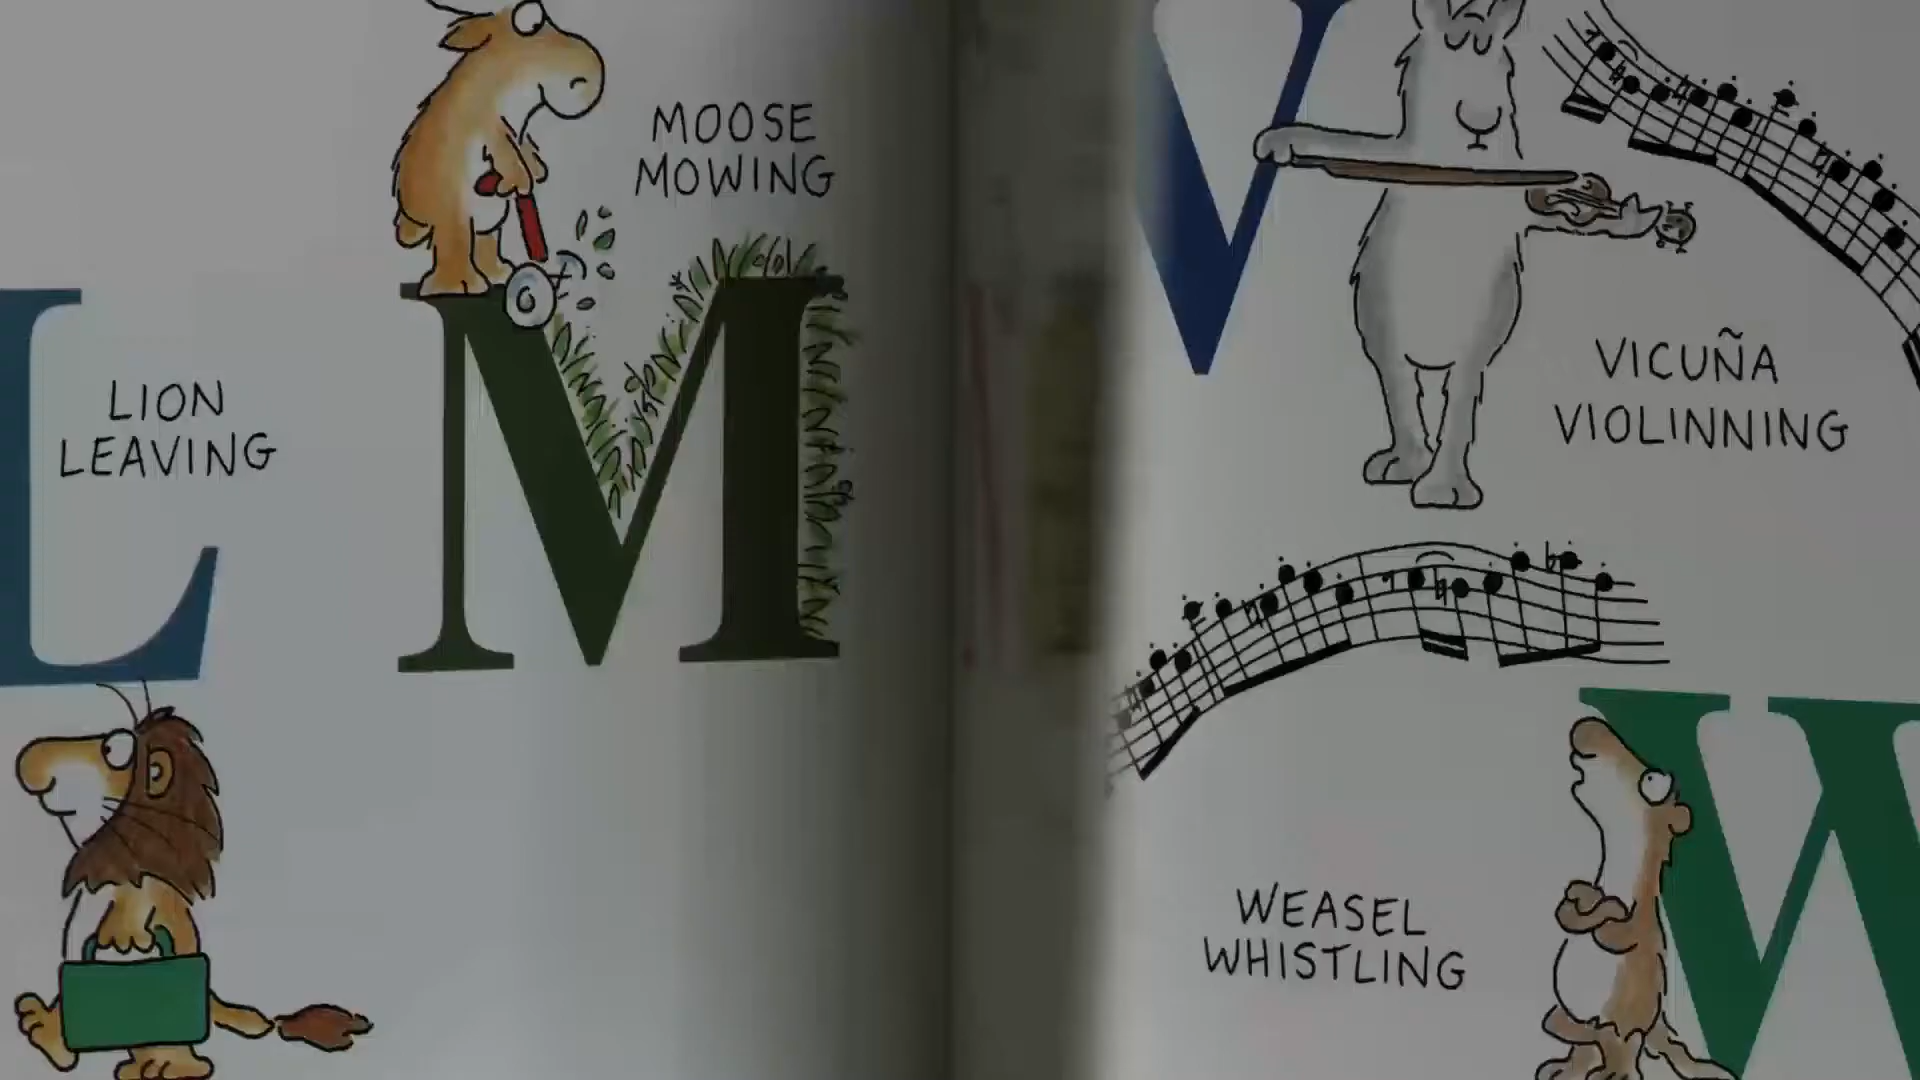 L
LION
LEAVING
MOOSE
MOWING
M
V
VICUÑA
VIOLINNING
WEASEL
WHISTLING
W